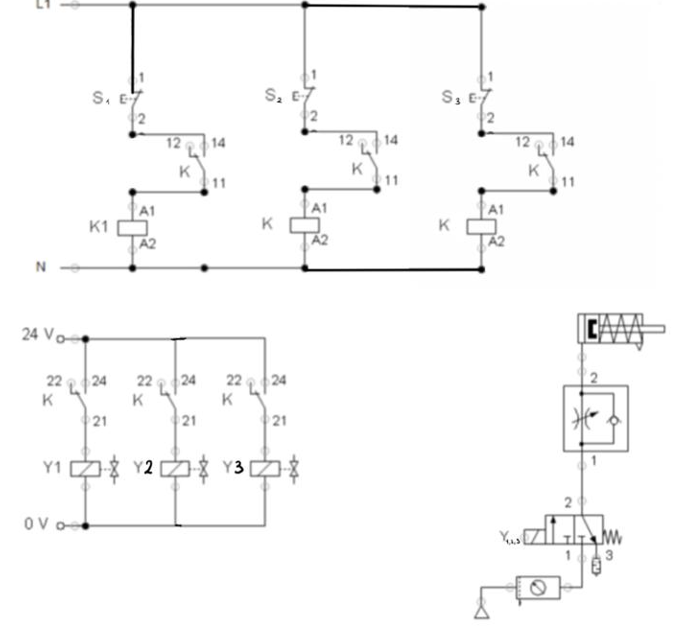 L1
1 1 1
S1 E S2 E S3 E
2 2 2
12 14 12 14 12 14
K K K
11 11 11
A1 A1 A1
K1 K K
A2 A2 A2
N
24 V
22 24 22 24 22 24
K K K
21 21 21
Y1 Y2 Y3
0 V
2
1
2
1 3